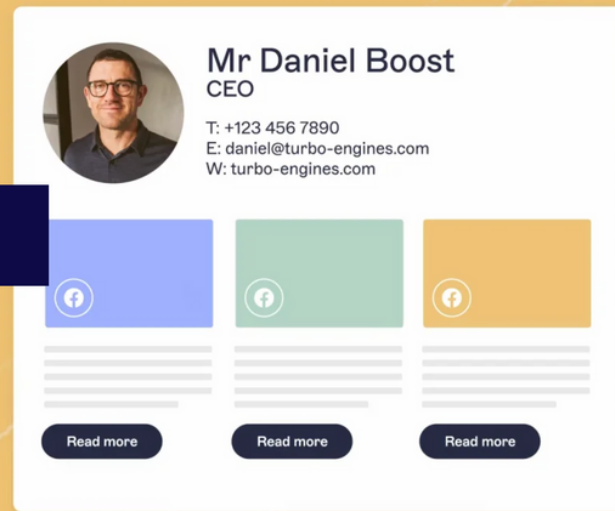 Mr Daniel Boost
CEO
T: +123 456 7890
E: daniel@turbo-engines.com
W: turbo-engines.com
Read more
Read more
Read more